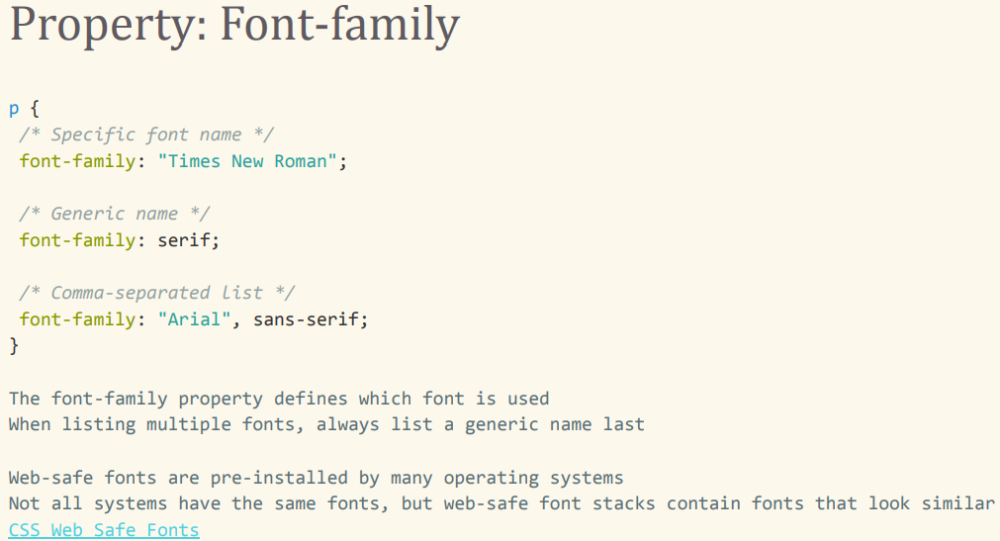 Property: Font-family
p {
/* Specific font name */
font-family: "Times New Roman";
/* Generic name */
font-family: serif;
/* Comma-separated list */
font-family: "Arial", sans-serif;
}
The font-family property defines which font is used
When listing multiple fonts, always list a generic name last
Web-safe fonts are pre-installed by many operating systems
Not all systems have the same fonts, but web-safe font stacks contain fonts that look similar
CSS Web Safe Fonts